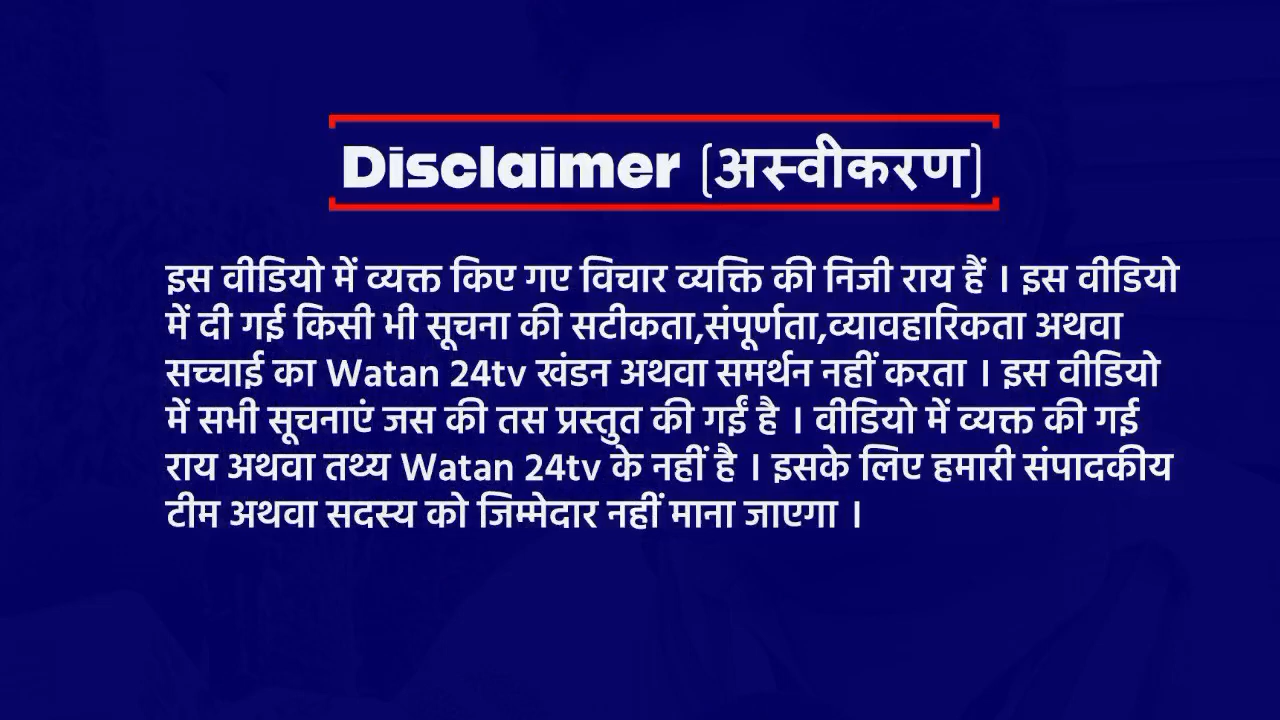 Disclaimer (अस्वीकरण)
इस वीडियो में व्यक्त किए गए विचार व्यक्ति की निजी राय हैं । इस वीडियो
में दी गई किसी भी सूचना की सटीकता,संपूर्णता,व्यावहारिकता अथवा
सच्चाई का Watan 24tv खंडन अथवा समर्थन नहीं करता । इस वीडियो
में सभी सूचनाएं जस की तस प्रस्तुत की गईं है । वीडियो में व्यक्त की गई
राय अथवा तथ्य Watan 24tv के नहीं है । इसके लिए हमारी संपादकीय
टीम अथवा सदस्य को जिम्मेदार नहीं माना जाएगा ।